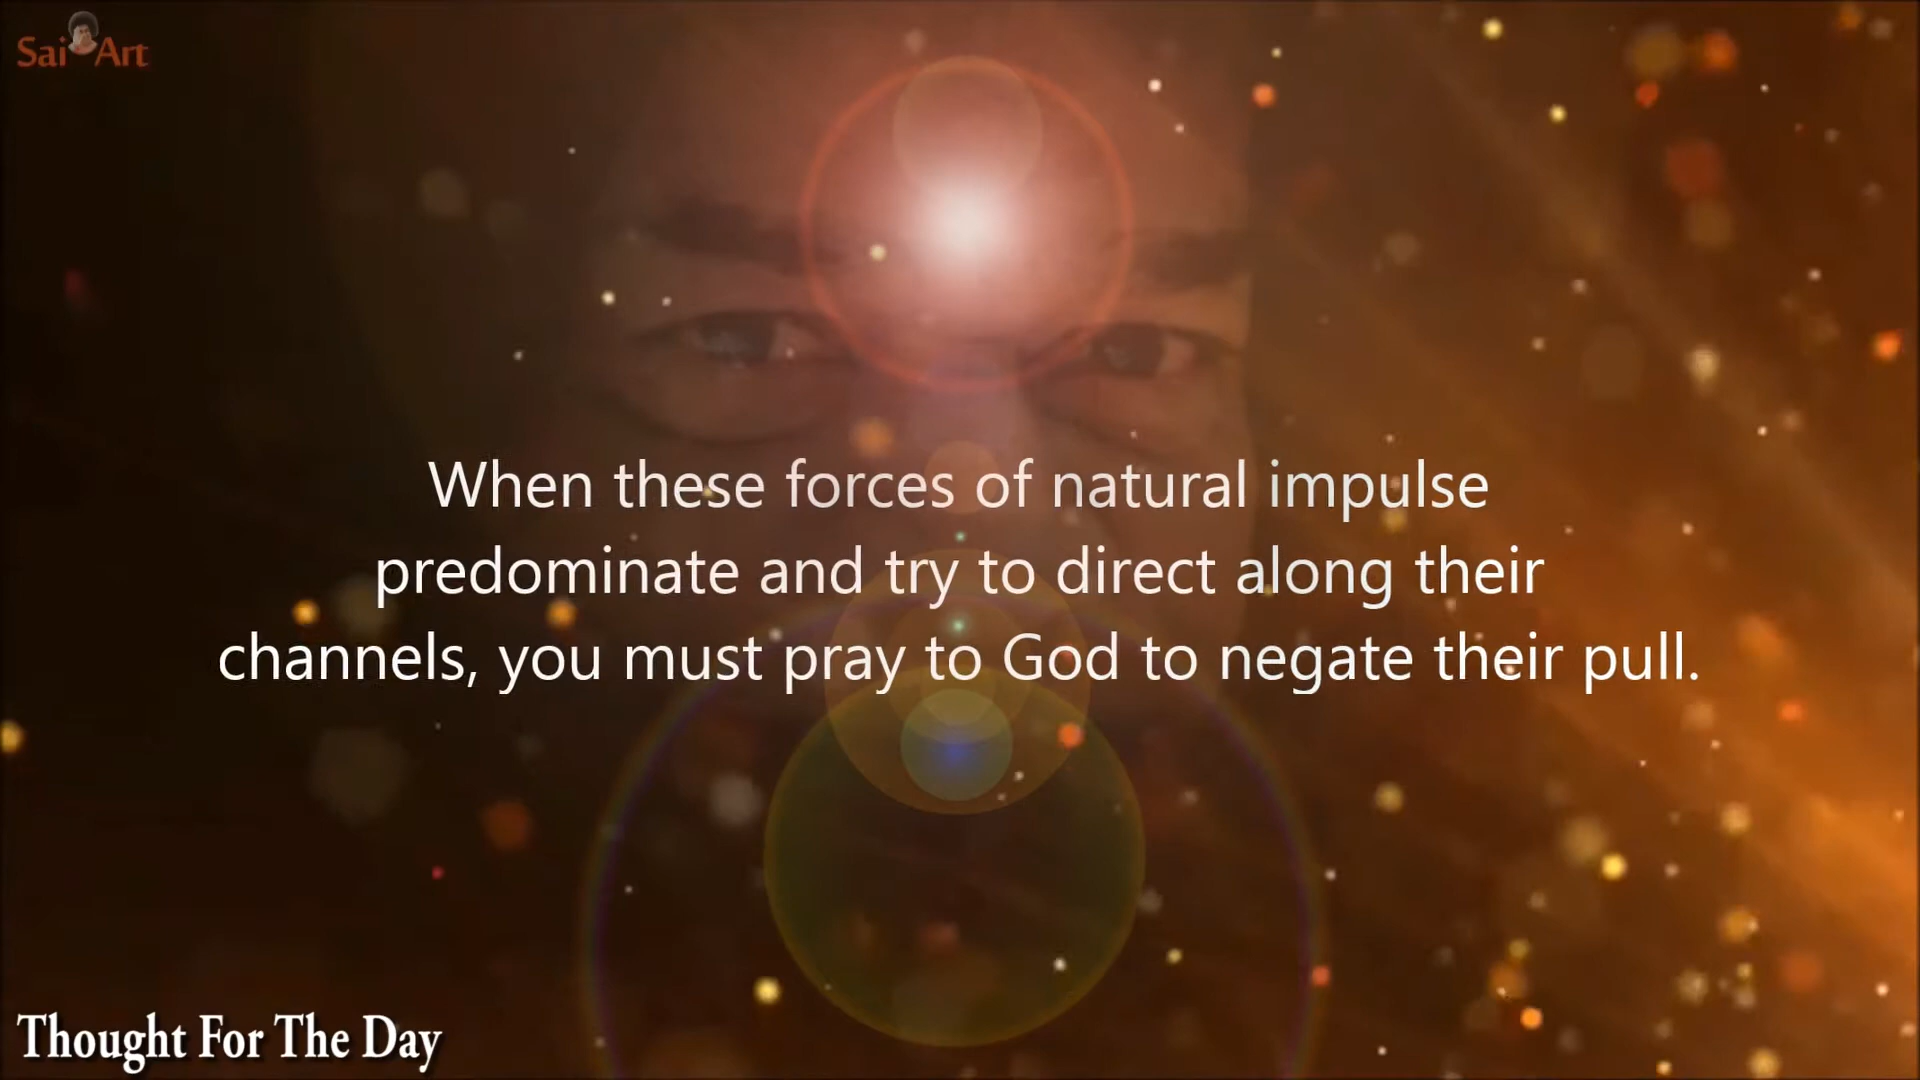 Sai Art
When these forces of natural impulse
predominate and try to direct along their
channels, you must pray to God to negate their pull.
Thought For The Day